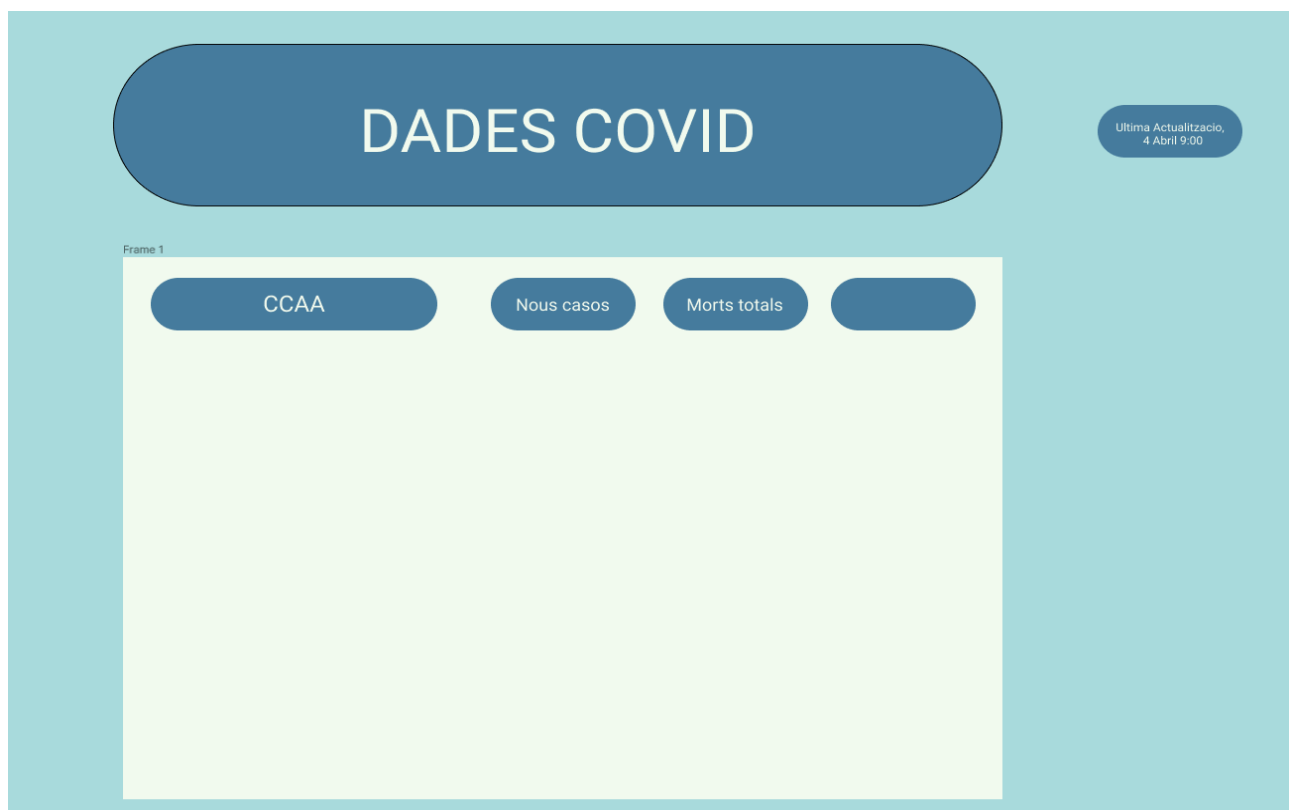 DADES COVID
Ultima Actualitzacio,
4 Abril 9:00
Frame 1
CCAA
Nous casos
Morts totals